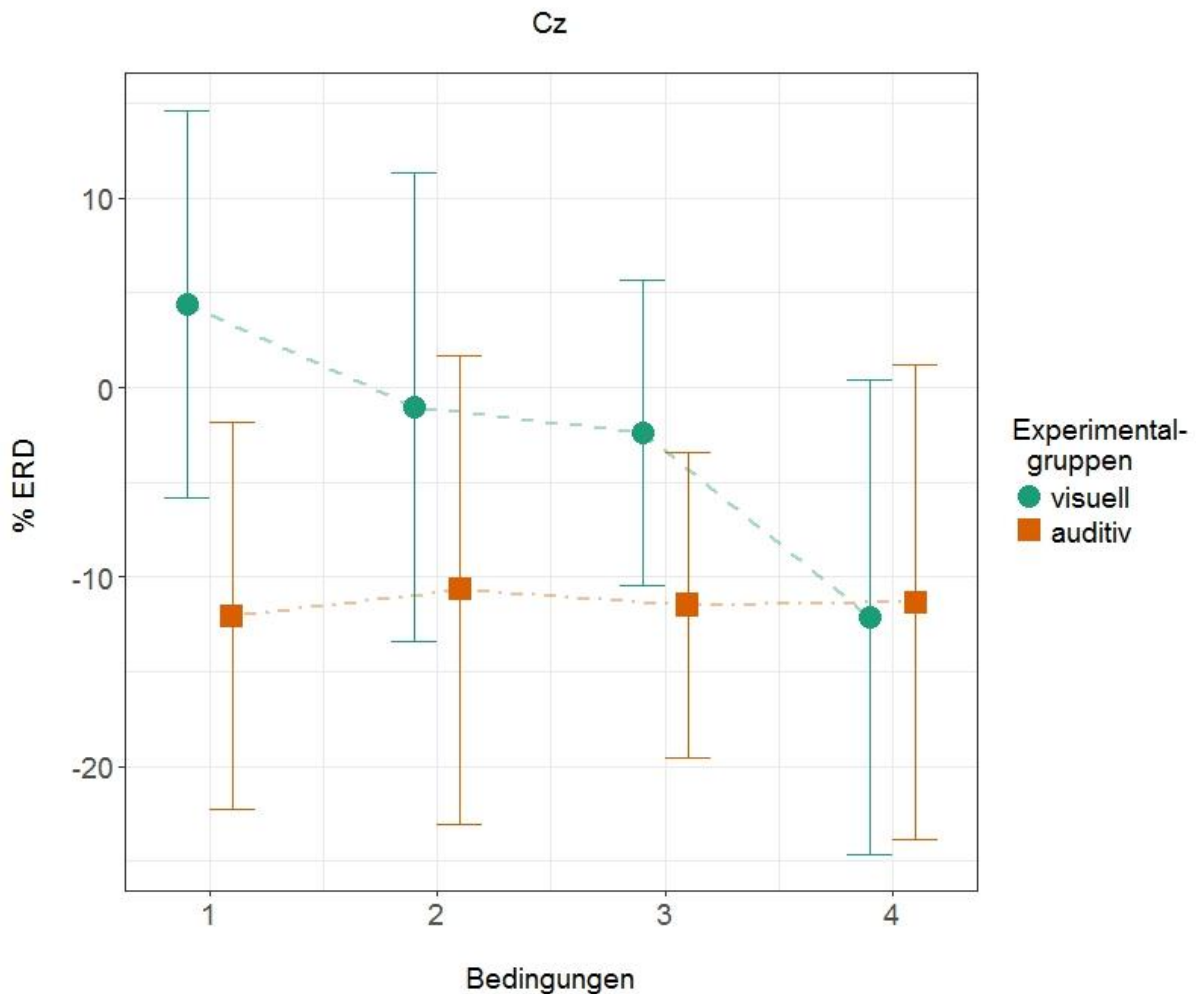 Cz
10
0
-10
-20
% ERD
1 2 3 4
Bedingungen
Experimental-
gruppen
visuell
auditiv